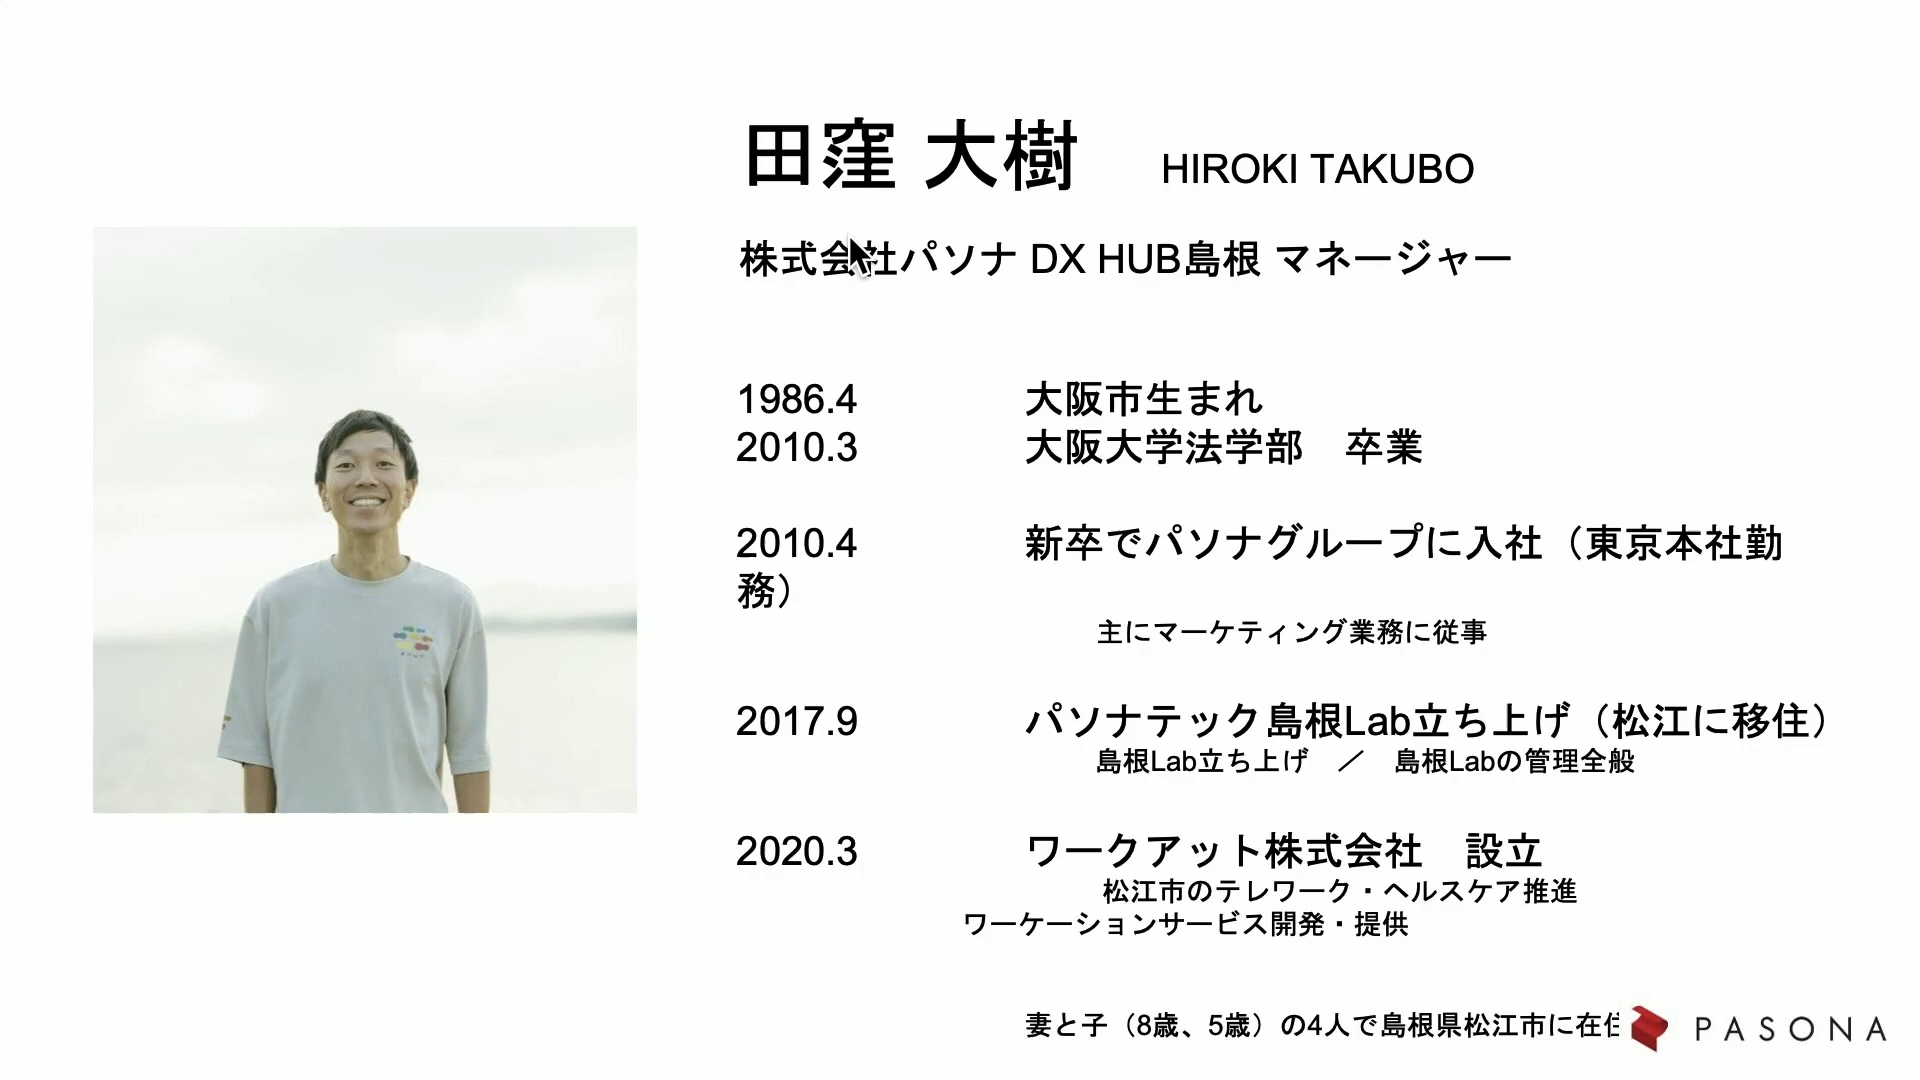 田窪 大樹 HIROKI TAKUBO
株式会社パソナ DX HUB島根 マネージャー
1986.4 大阪市生まれ
2010.3 大阪大学法学部 卒業
2010.4 新卒でパソナグループに入社（東京本社勤
務）
主にマーケティング業務に従事
2017.9 パソナテック島根Lab立ち上げ（松江に移住）
島根Lab立ち上げ ／ 島根Labの管理全般
2020.3 ワークアット株式会社 設立
松江市のテレワーク・ヘルスケア推進
ワーケーションサービス開発・提供
妻と子（8歳、5歳）の4人で島根県松江市に在住
PASONA